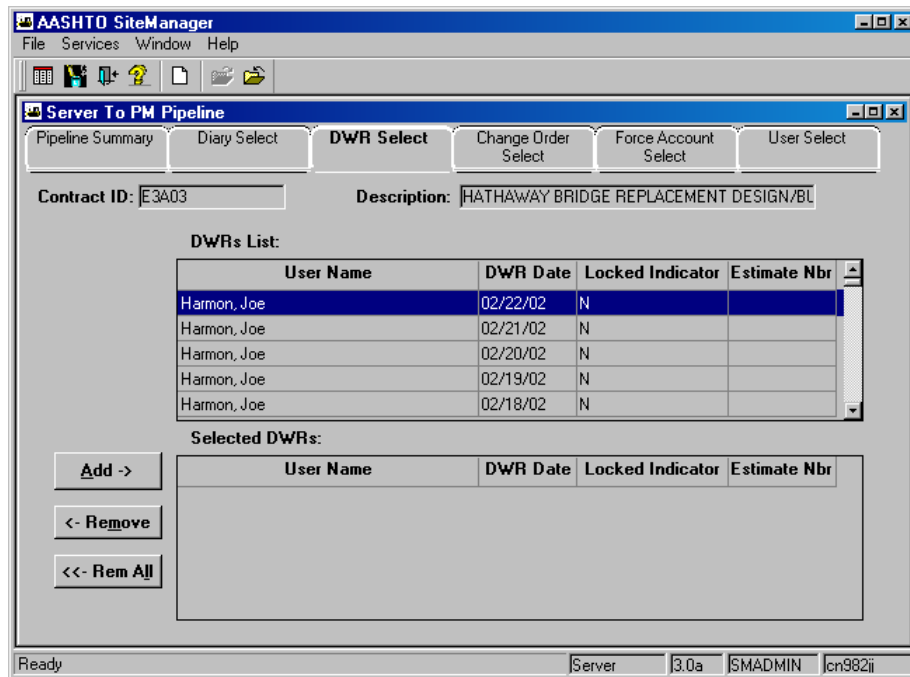 AASHTO SiteManager
File Services Window Help
Server To PM Pipeline
Pipeline Summary Diary Select DWR Select Change Order Select Force Account Select User Select
Contract ID: E3A03 Description: HATHAWAY BRIDGE REPLACEMENT DESIGN/BU
DWRs List:
User Name DWR Date Locked Indicator Estimate Nbr
Harmon, Joe 02/22/02 N
Harmon, Joe 02/21/02 N
Harmon, Joe 02/20/02 N
Harmon, Joe 02/19/02 N
Harmon, Joe 02/18/02 N
Selected DWRs:
Add -> User Name DWR Date Locked Indicator Estimate Nbr
<- Remove
<<- Rem All
Ready Server 3.0a SMADMIN cn982jj